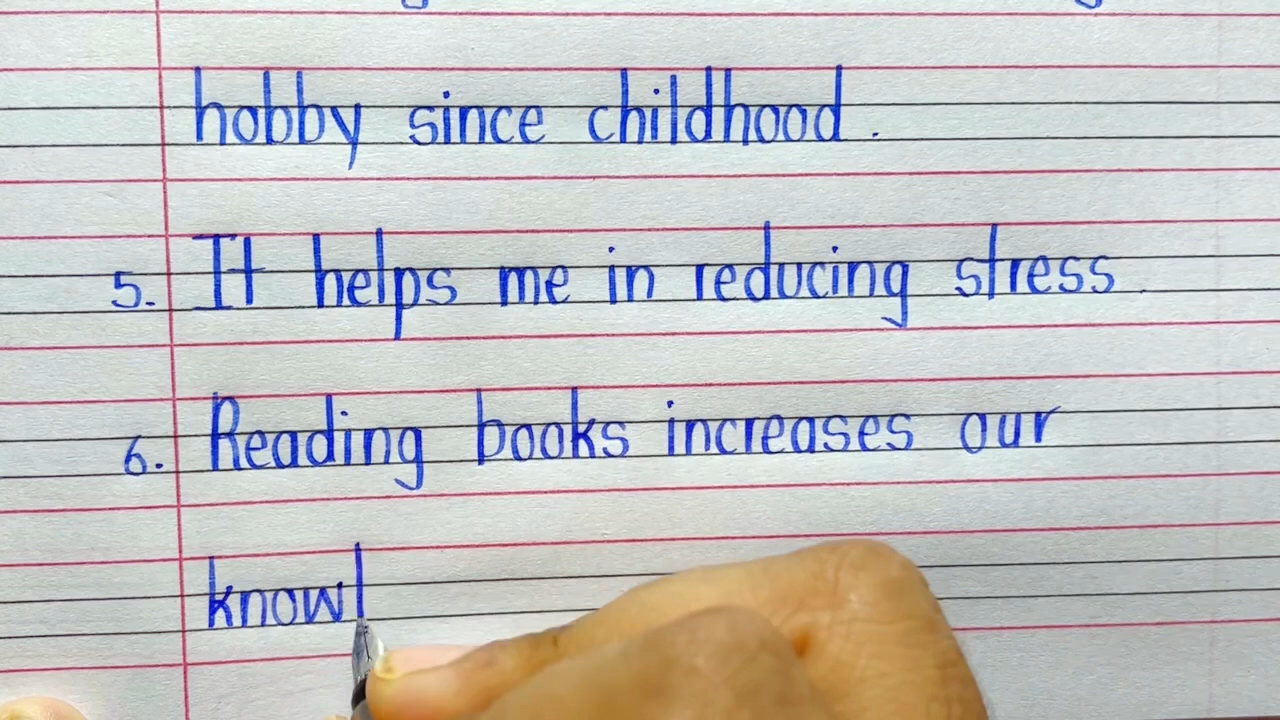 hobby since childhood.
5. It helps me in reducing stress
6. Reading books increases our
knowl